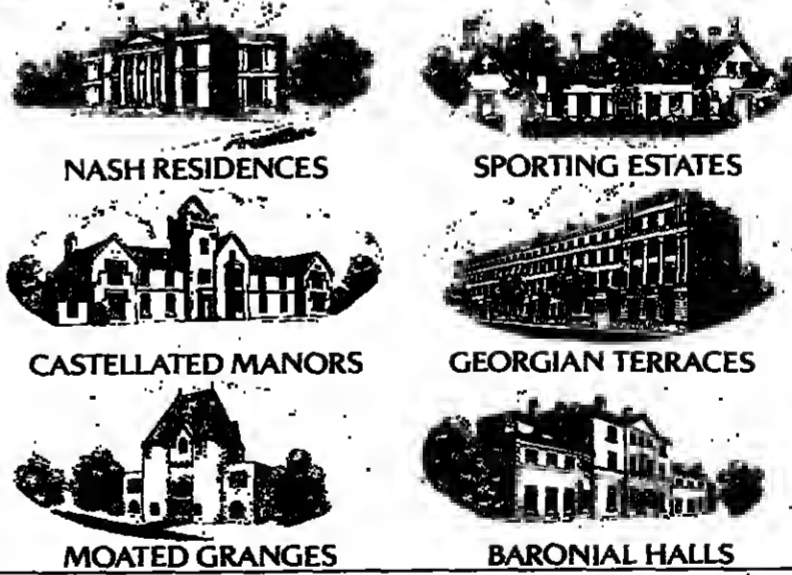 NASH RESIDENCES
SPORTING ESTATES
CASTELLATED MANORS
GEORGIAN TERRACES
MOATED GRANGES
BARONIAL HALLS